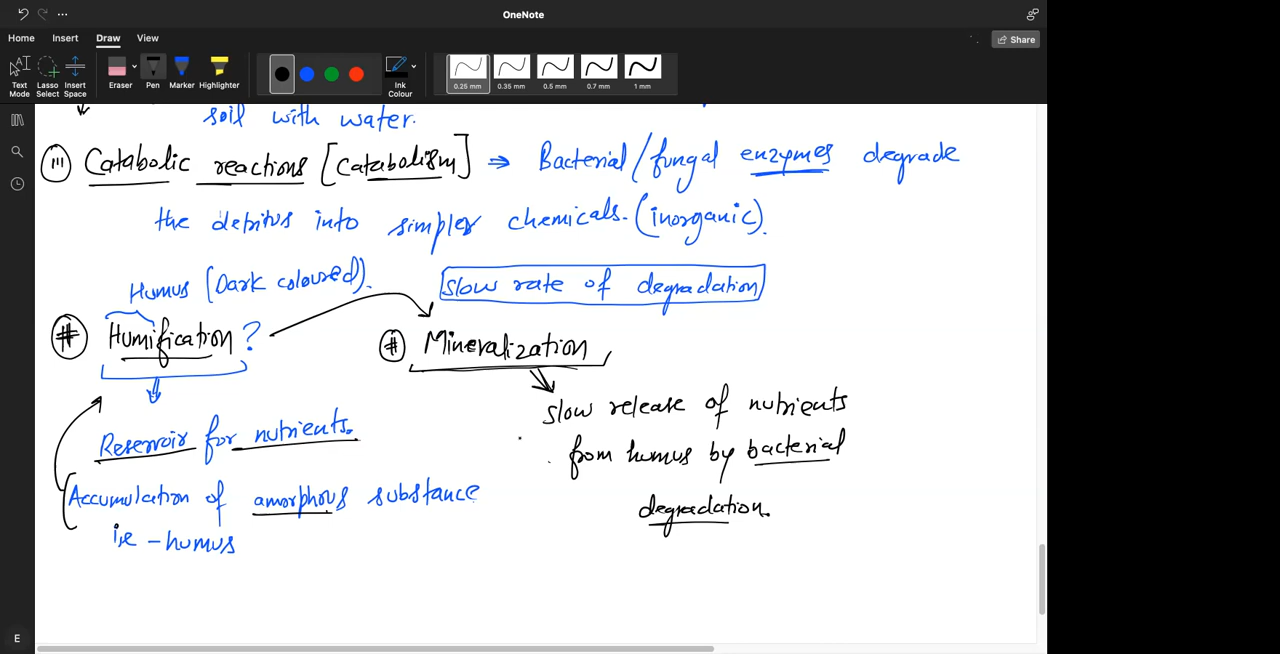 OneNote
Home Insert Draw View
Share
Text Mode
Lasso Select
Insert Space
Eraser
Pen
Marker
Highlighter
Ink Colour
0.25 mm
0.35 mm
0.5 mm
0.7 mm
1 mm
soil with water.
(III) Catabolic reactions [Catabolism] ⇒ Bacterial/fungal enzymes degrade
the detritus into simpler chemicals. (inorganic).
Humus (Dark coloured).
Slow rate of degradation
# Humification ?
# Mineralization
Reservoir for nutrients.
Accumulation of amorphous substance
i.e - humus
slow release of nutrients
from humus by bacterial
degradation.
E